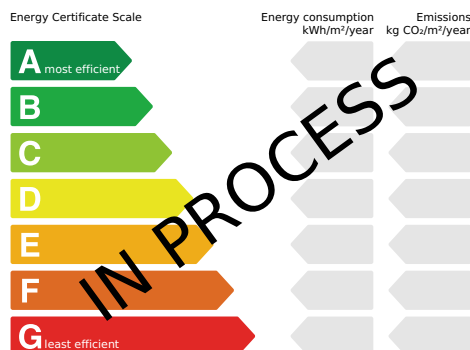 Energy Certificate Scale
Energy consumption
kWh/m²/year
Emissions
kg CO₂/m²/year
A most efficient
B
C
D
E
F
G least efficient
IN PROCESS